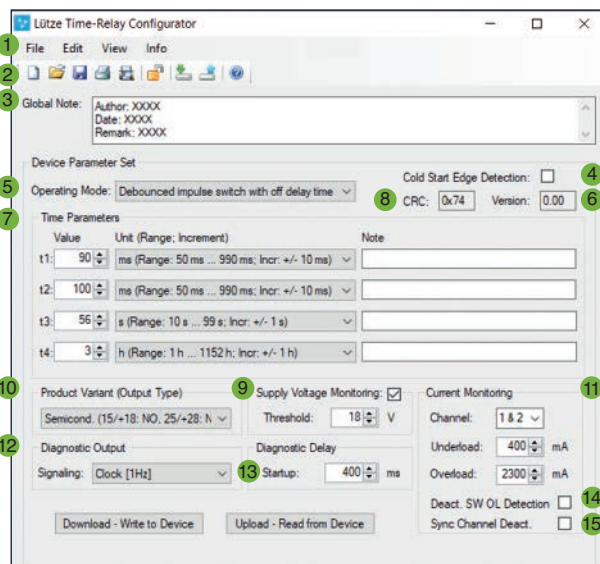 Lütze Time-Relay Configurator
1 File Edit View Info
2
3 Global Note: Author: XXXX
Date: XXXX
Remark: XXXX
Device Parameter Set
Cold Start Edge Detection: 4
5 Operating Mode: Debounced impulse switch with off delay time
8 CRC: 0x74 Version: 0.00 6
7 Time Parameters
Value Unit (Range; Increment) Note
t1: 90 ms (Range: 50 ms ... 990 ms; Incr: +/- 10 ms)
t2: 100 ms (Range: 50 ms ... 990 ms; Incr: +/- 10 ms)
t3: 56 s (Range: 10 s ... 99 s; Incr: +/- 1 s)
t4: 3 h (Range: 1 h ... 1152 h; Incr: +/- 1 h)
10 Product Variant (Output Type) 9 Supply Voltage Monitoring: Current Monitoring 11
Semicond. (15/+18: NO, 25/+28: N Threshold: 18 V Channel: 1 & 2
12 Diagnostic Output Diagnostic Delay Underload: 400 mA
Signaling: Clock [1Hz] 13 Startup: 400 ms Overload: 2300 mA
Deact. SW OL Detection 14
Download - Write to Device Upload - Read from Device Sync Channel Deact. 15